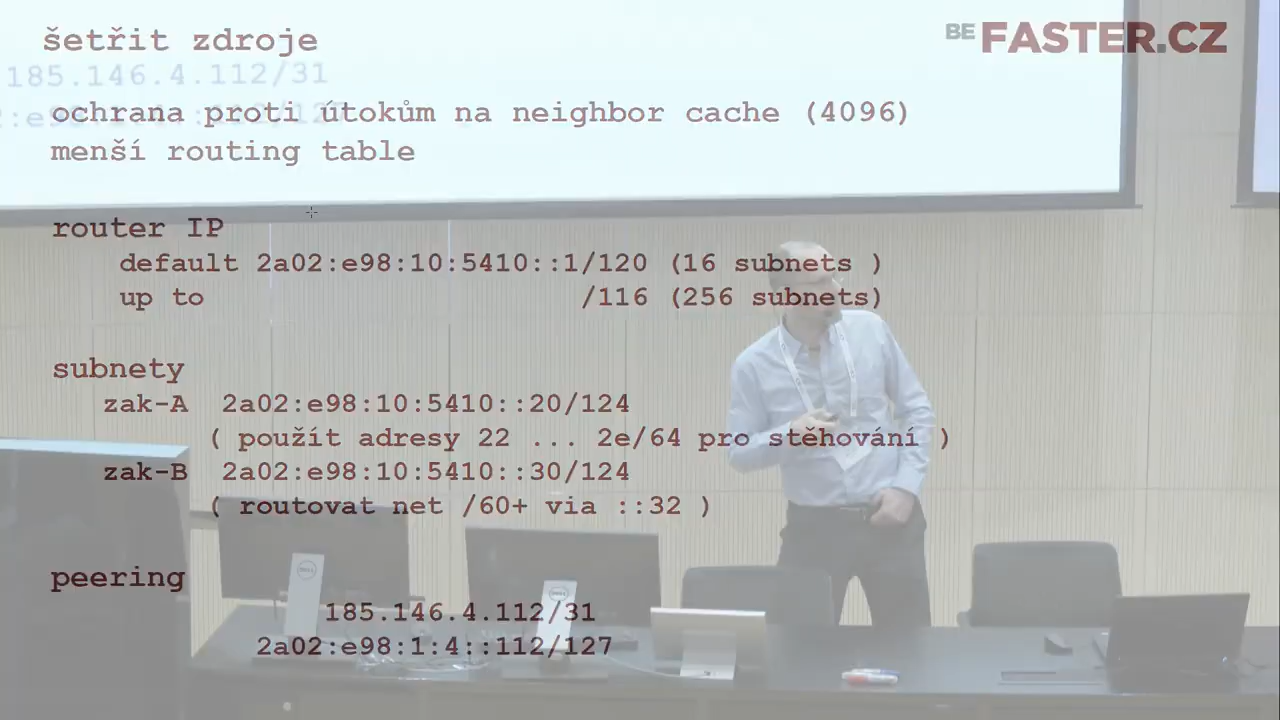 šetřit zdroje
BE FASTER.CZ
185.146.4.112/31
ochrana proti útokům na neighbor cache (4096)
menší routing table
router IP
default 2a02:e98:10:5410::1/120 (16 subnets )
up to /116 (256 subnets)
subnety
zak-A 2a02:e98:10:5410::20/124
( použít adresy 22 ... 2e/64 pro stěhování )
zak-B 2a02:e98:10:5410::30/124
( routovat net /60+ via ::32 )
peering
185.146.4.112/31
2a02:e98:1:4::112/127